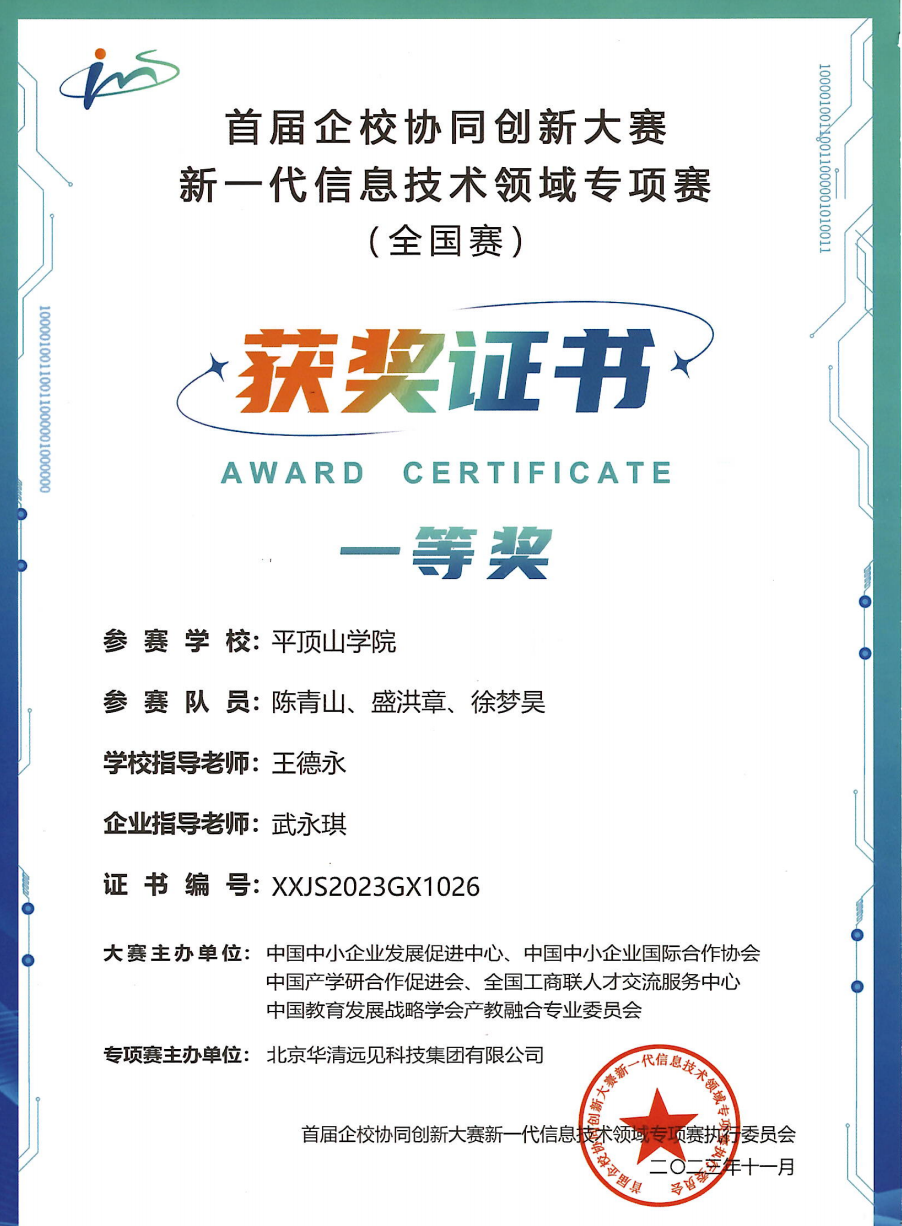 ims
首届企校协同创新大赛
新一代信息技术领域专项赛
（全国赛）
获奖证书
AWARD CERTIFICATE
一等奖
参赛学校：平顶山学院
参赛队员：陈青山、盛洪章、徐梦昊
学校指导老师：王德永
企业指导老师：武永琪
证书编号：XXJS2023GX1026
大赛主办单位：中国中小企业发展促进中心、中国中小企业国际合作协会
中国产学研合作促进会、全国工商联人才交流服务中心
中国教育发展战略学会产教融合专业委员会
专项赛主办单位：北京华清远见科技集团有限公司
首届企校协同创新大赛新一代信息技术领域专项赛执行委员会
二〇二三年十一月
首届企校协同创新大赛新一代信息技术领域专项赛执行委员会